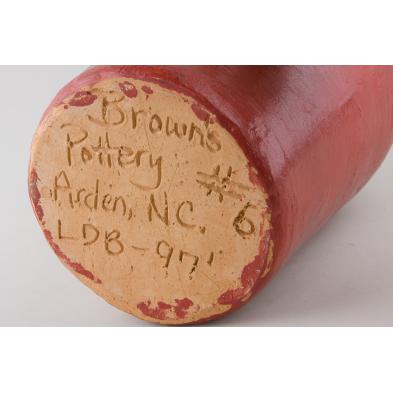 Brown's
Pottery
Arden, N.C. #6
LDB-97'